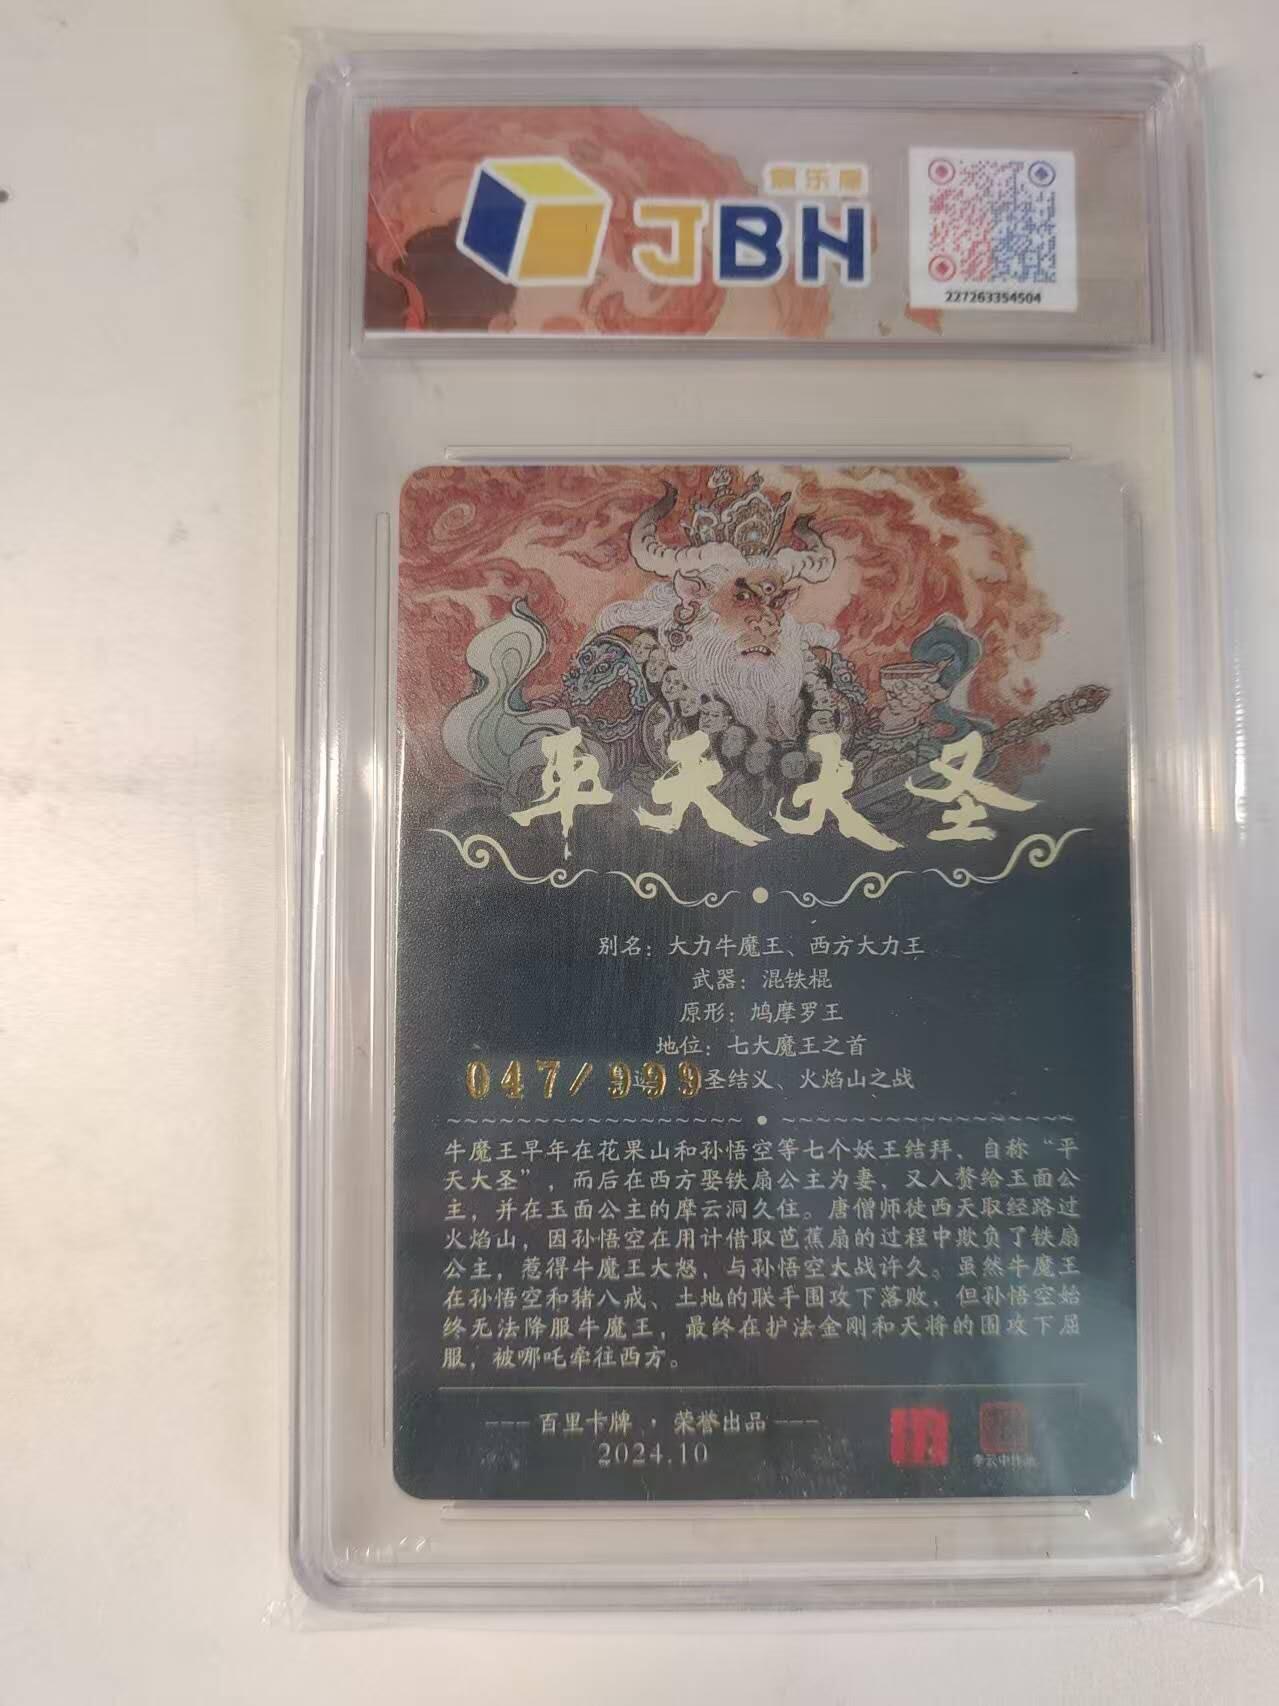 乐
JBH
227263354504
平天大圣
别名：大力牛魔王、西方大力王
武器：混铁棍
原形：鸠摩罗王
地位：七大魔王之首
047/999
圣结义、火焰山之战
牛魔王早年在花果山和孙悟空等七个妖王结拜，自称“平
天大圣”，而后在西方娶铁扇公主为妻，又入赘给玉面公
主，并在玉面公主的摩云洞久住。唐僧师徒西天取经路过
火焰山，因孙悟空在用计借取芭蕉扇的过程中欺负了铁扇
公主，惹得牛魔王大怒，与孙悟空大战许久。虽然牛魔王
在孙悟空和猪八戒、土地的联手围攻下落败，但孙悟空始
终无法降服牛魔王，最终在护法金刚和天将的围攻下屈
服，被哪吒牵往西方。
--- 百里卡牌 · 荣誉出品 ---
2024.10
李云中